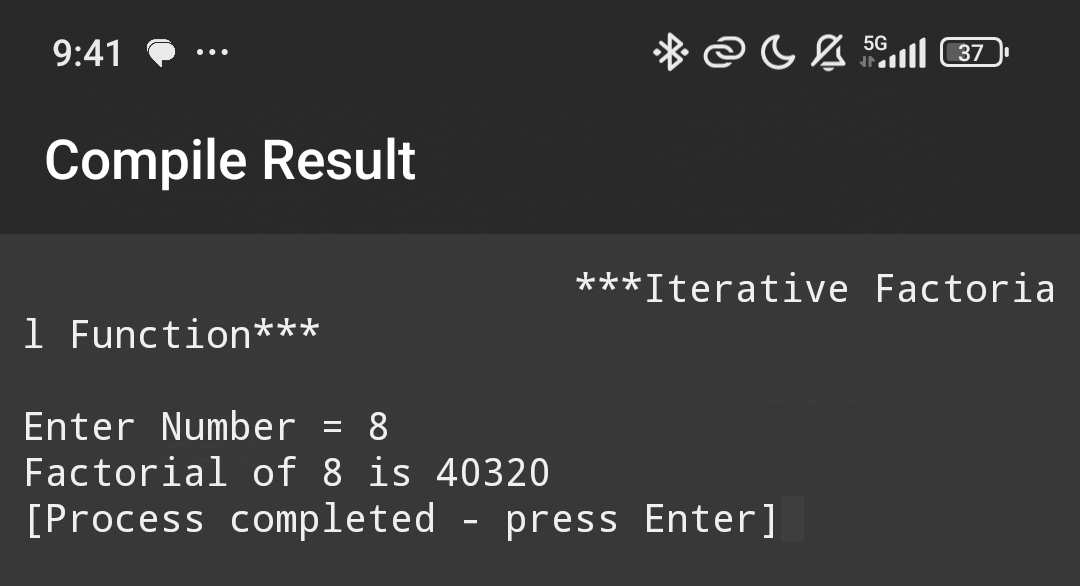 9:41 ... 5G 37
Compile Result
***Iterative Factoria
l Function***
Enter Number = 8
Factorial of 8 is 40320
[Process completed - press Enter]